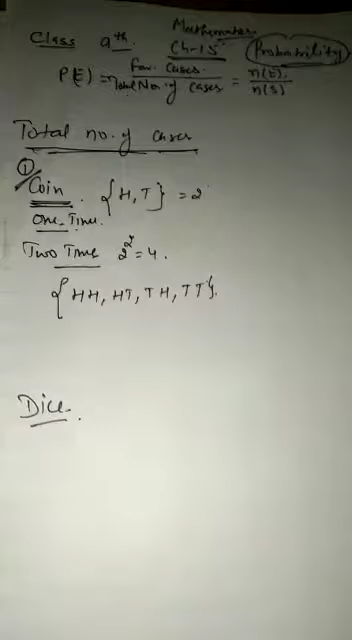 Mathematics
Class 9th Ch-15 Probability
P(E) = Fav Cases / Total No. of cases = n(E) / n(S)
Total no. of cases
① Coin {H, T} = 2
One Time
Two Time 2² = 4.
{HH, HT, TH, TT}.
Dice.